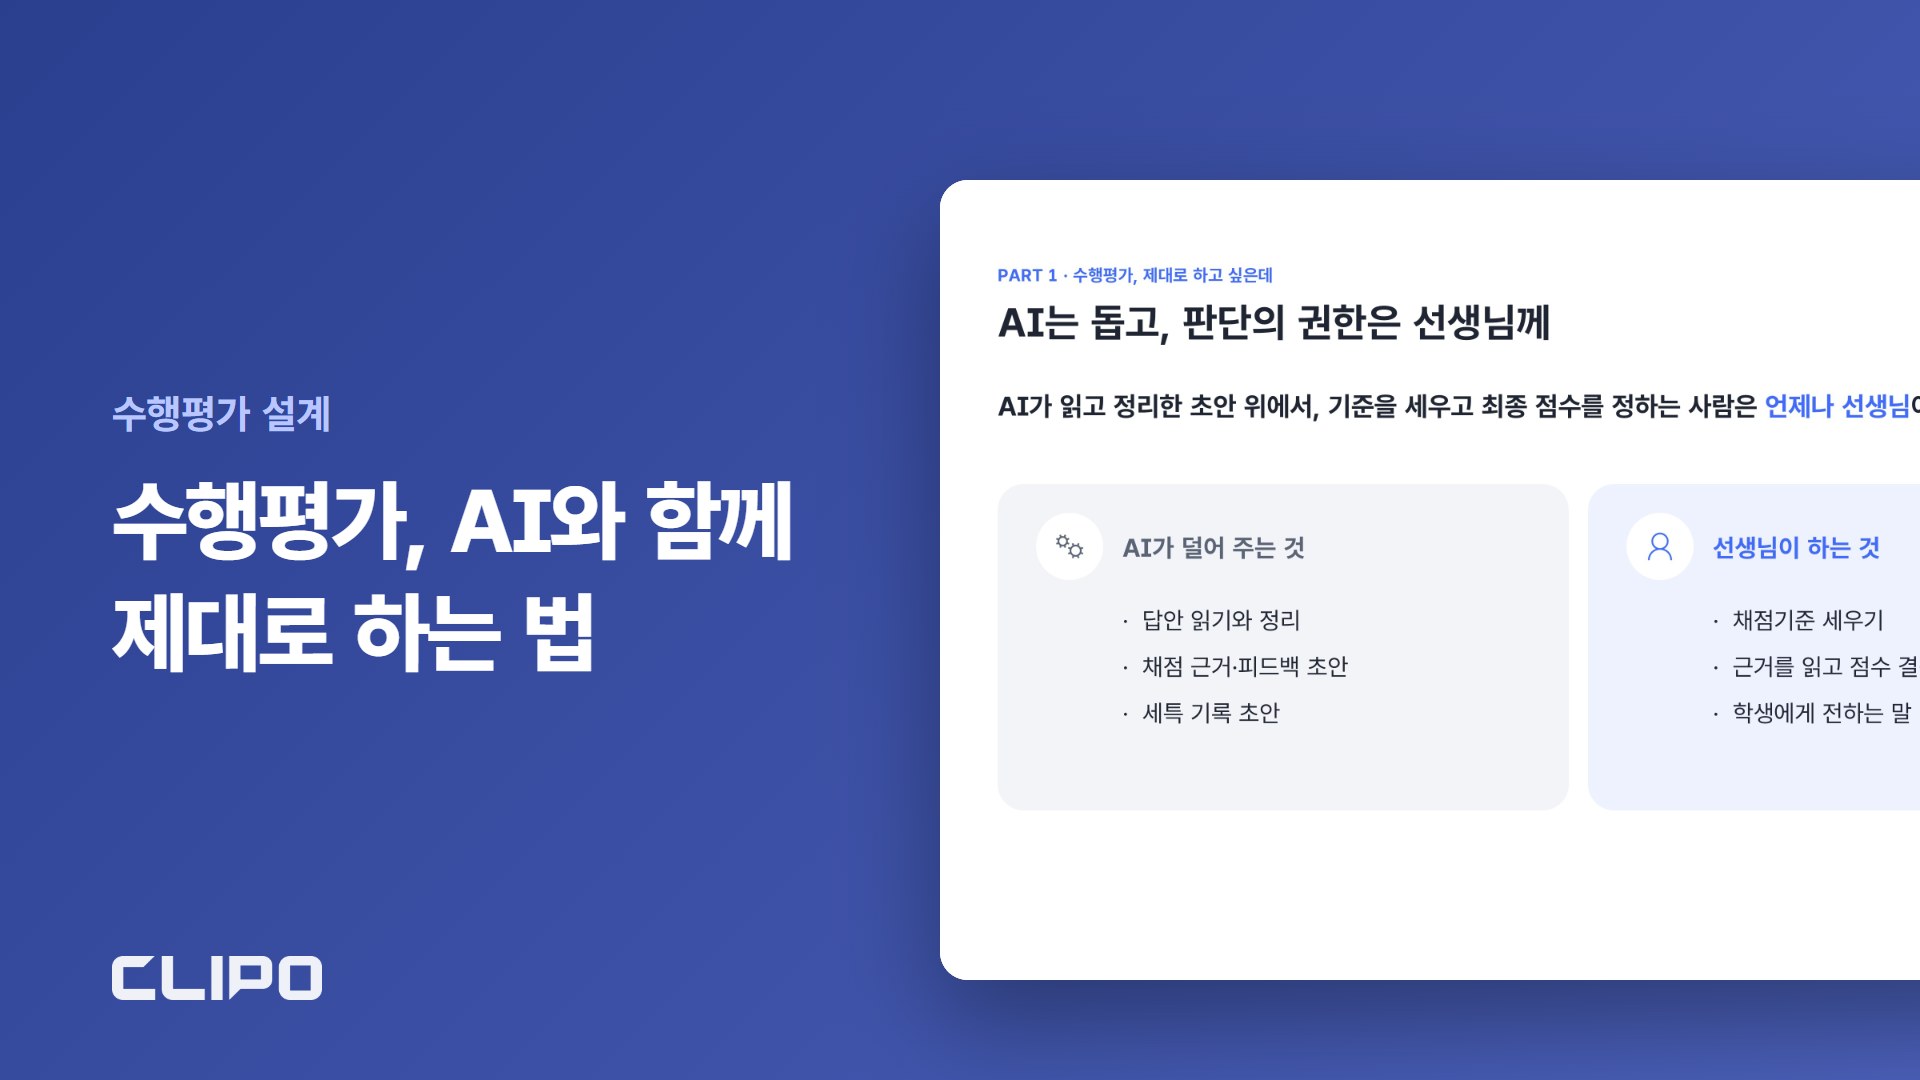 수행평가 설계
수행평가, AI와 함께
제대로 하는 법
CLIPO
PART 1 · 수행평가, 제대로 하고 싶은데
AI는 돕고, 판단의 권한은 선생님께
AI가 읽고 정리한 초안 위에서, 기준을 세우고 최종 점수를 정하는 사람은 언제나 선생님
AI가 덜어 주는 것
· 답안 읽기와 정리
· 채점 근거·피드백 초안
· 세특 기록 초안
선생님이 하는 것
· 채점기준 세우기
· 근거를 읽고 점수 결
· 학생에게 전하는 말